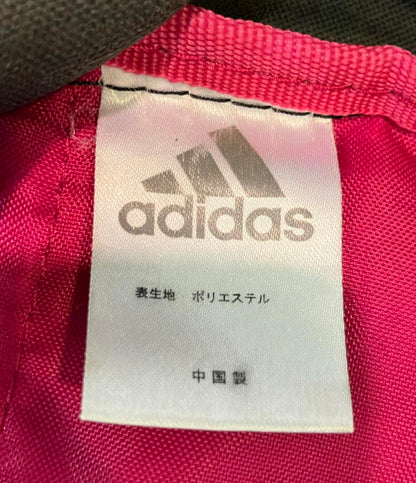 adidas
表生地 ポリエステル
中国製